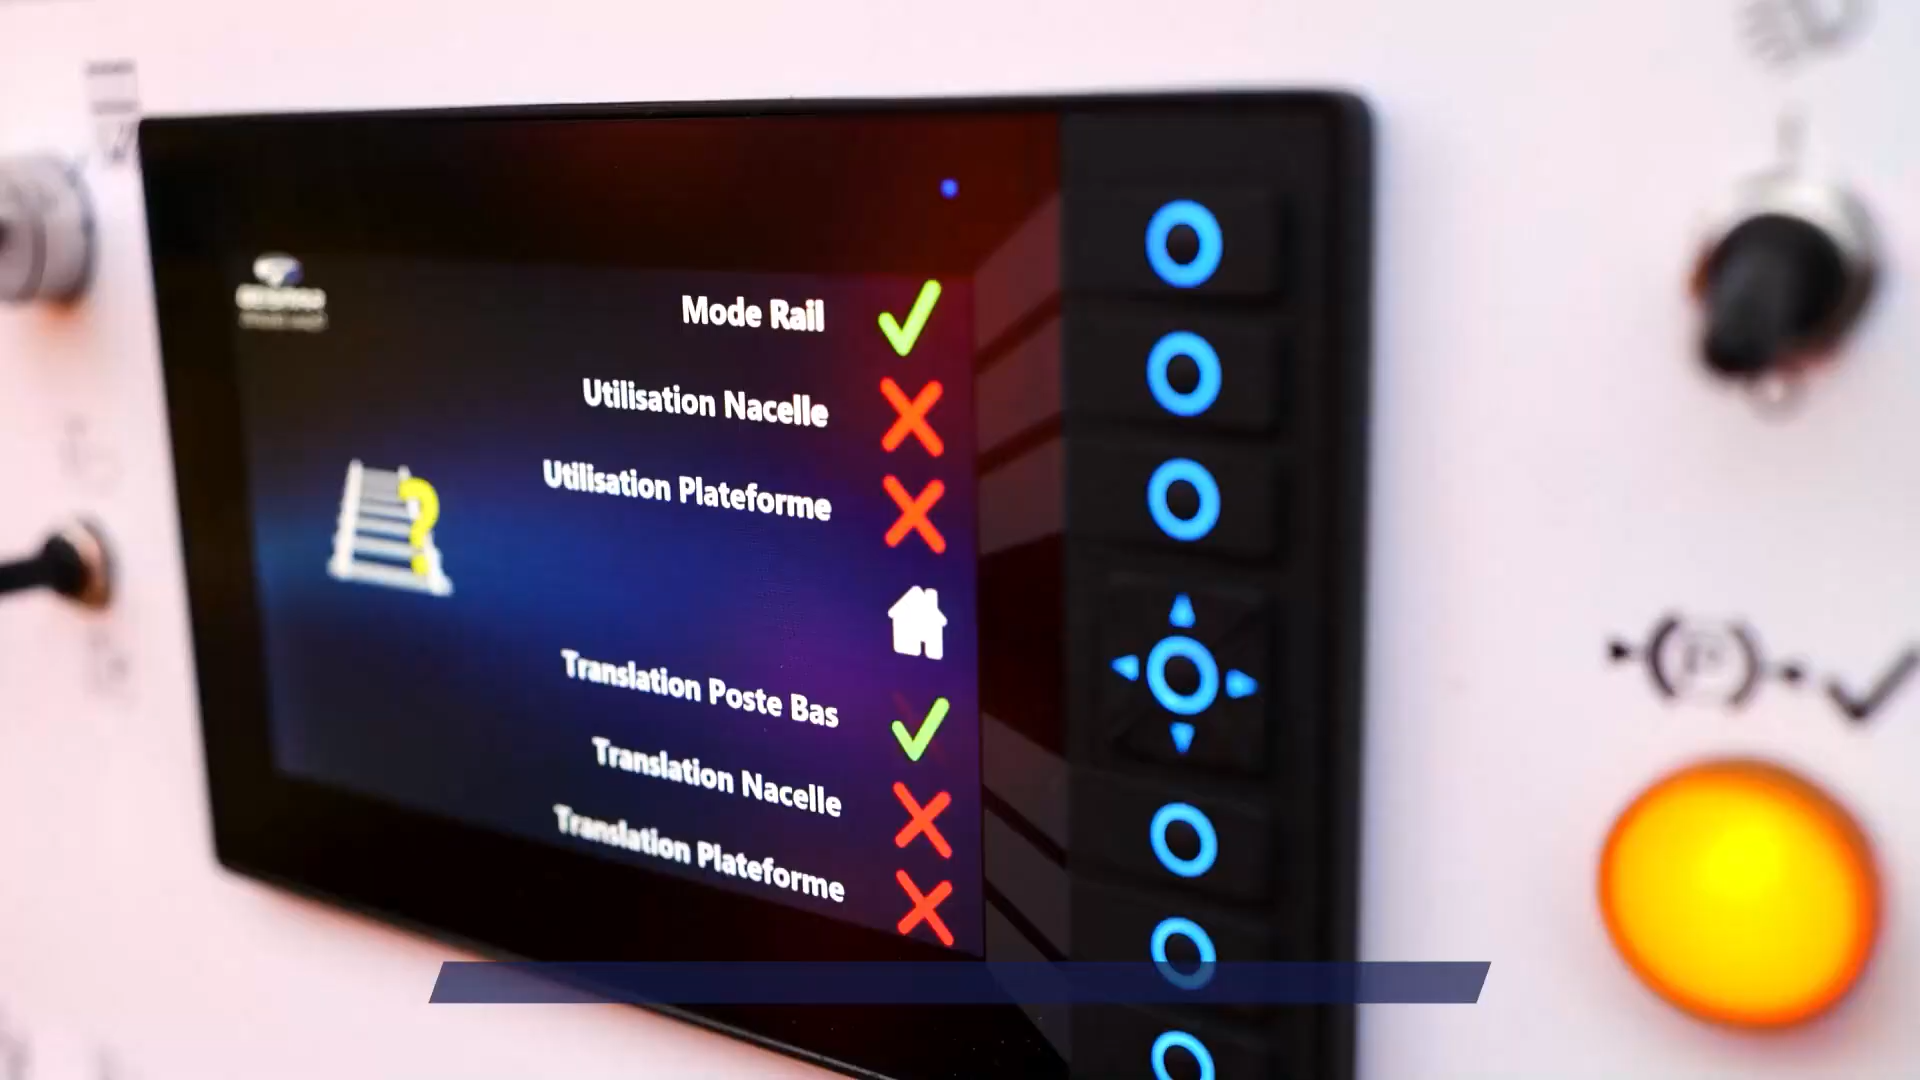 Mode Rail
Utilisation Nacelle
Utilisation Plateforme
Translation Poste Bas
Translation Nacelle
Translation Plateforme